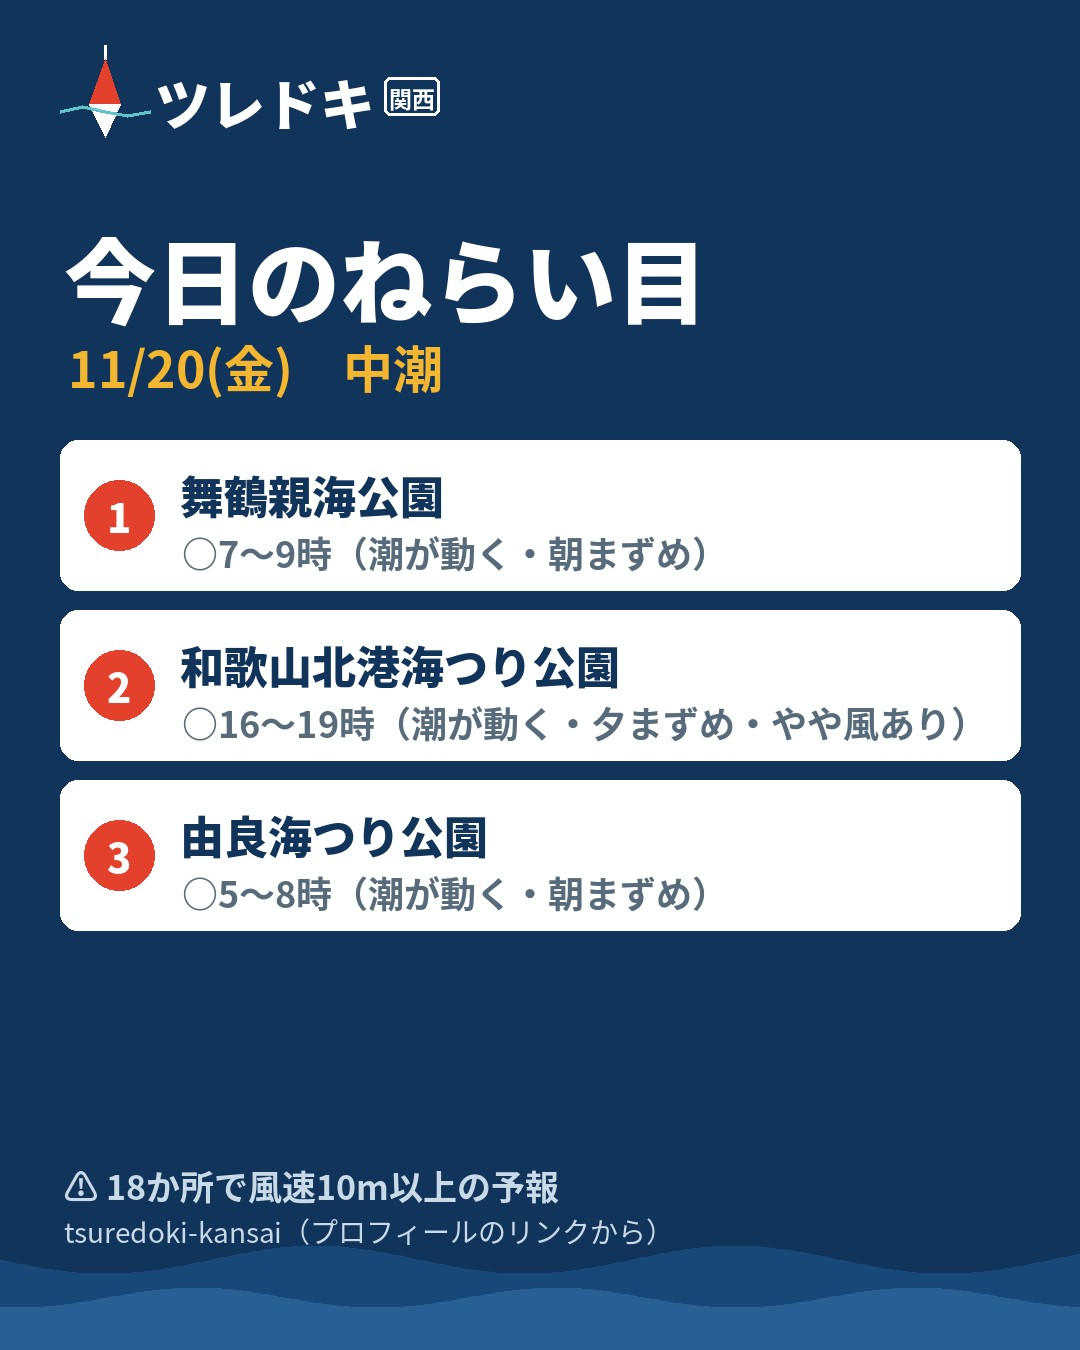 ツレドキ 関西
今日のねらい目
11/20(金) 中潮
1 舞鶴親海公園
○7〜9時（潮が動く・朝まずめ）
2 和歌山北港海つり公園
○16〜19時（潮が動く・夕まずめ・やや風あり）
3 由良海つり公園
○5〜8時（潮が動く・朝まずめ）
⚠ 18か所で風速10m以上の予報
tsuredoki-kansai（プロフィールのリンクから）